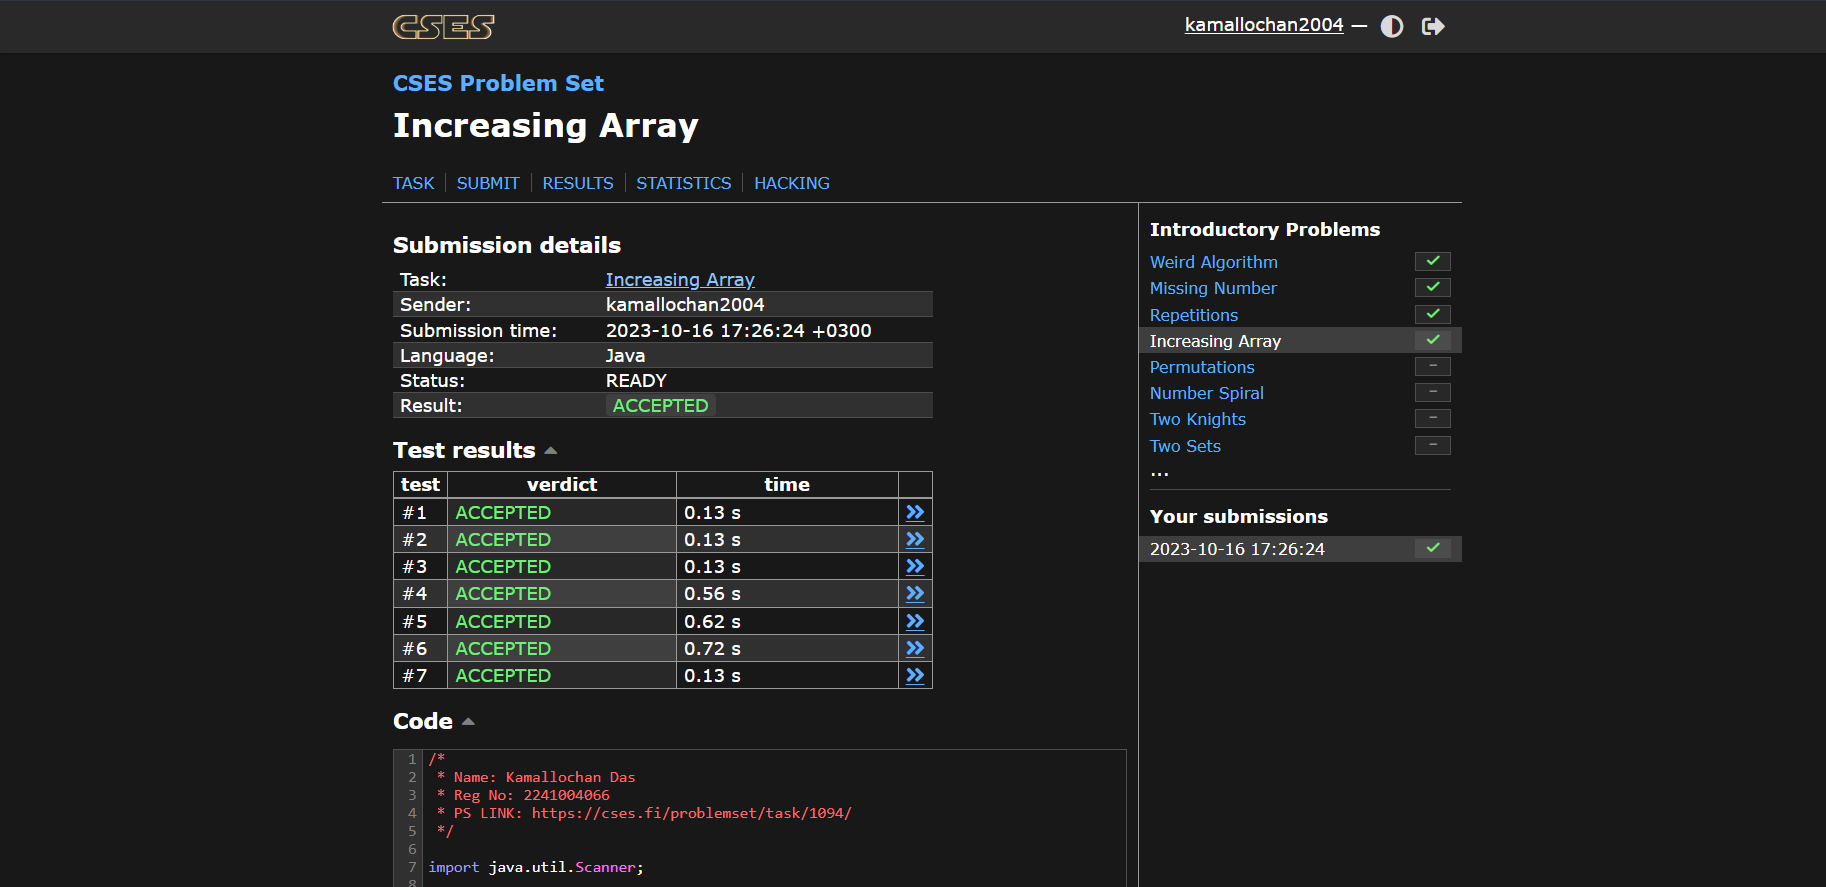 CSES
kamallochan2004 —
CSES Problem Set
Increasing Array
TASK SUBMIT RESULTS STATISTICS HACKING
Submission details
Task: Increasing Array
Sender: kamallochan2004
Submission time: 2023-10-16 17:26:24 +0300
Language: Java
Status: READY
Result: ACCEPTED
Test results
test verdict time
#1 ACCEPTED 0.13 s
#2 ACCEPTED 0.13 s
#3 ACCEPTED 0.13 s
#4 ACCEPTED 0.56 s
#5 ACCEPTED 0.62 s
#6 ACCEPTED 0.72 s
#7 ACCEPTED 0.13 s
Code
1 /*
2 * Name: Kamallochan Das
3 * Reg No: 2241004066
4 * PS LINK: https://cses.fi/problemset/task/1094/
5 */
6
7 import java.util.Scanner;
8
Introductory Problems
Weird Algorithm
Missing Number
Repetitions
Increasing Array
Permutations –
Number Spiral –
Two Knights –
Two Sets –
...
Your submissions
2023-10-16 17:26:24